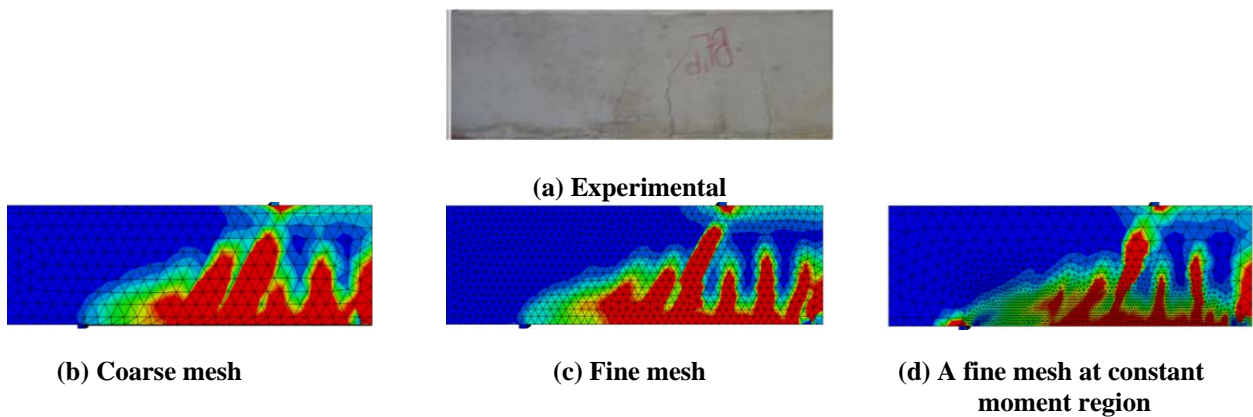 (a) Experimental
(b) Coarse mesh
(c) Fine mesh
(d) A fine mesh at constant
moment region